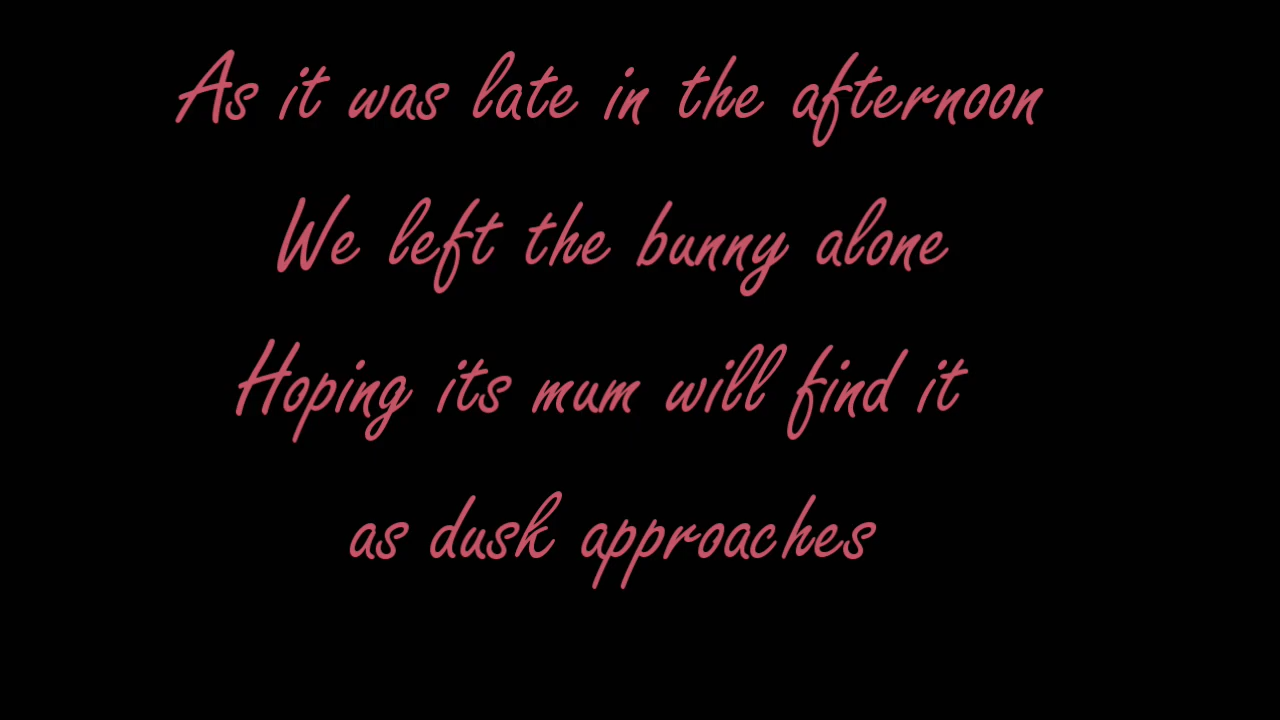 As it was late in the afternoon
We left the bunny alone
Hoping its mum will find it
as dusk approaches